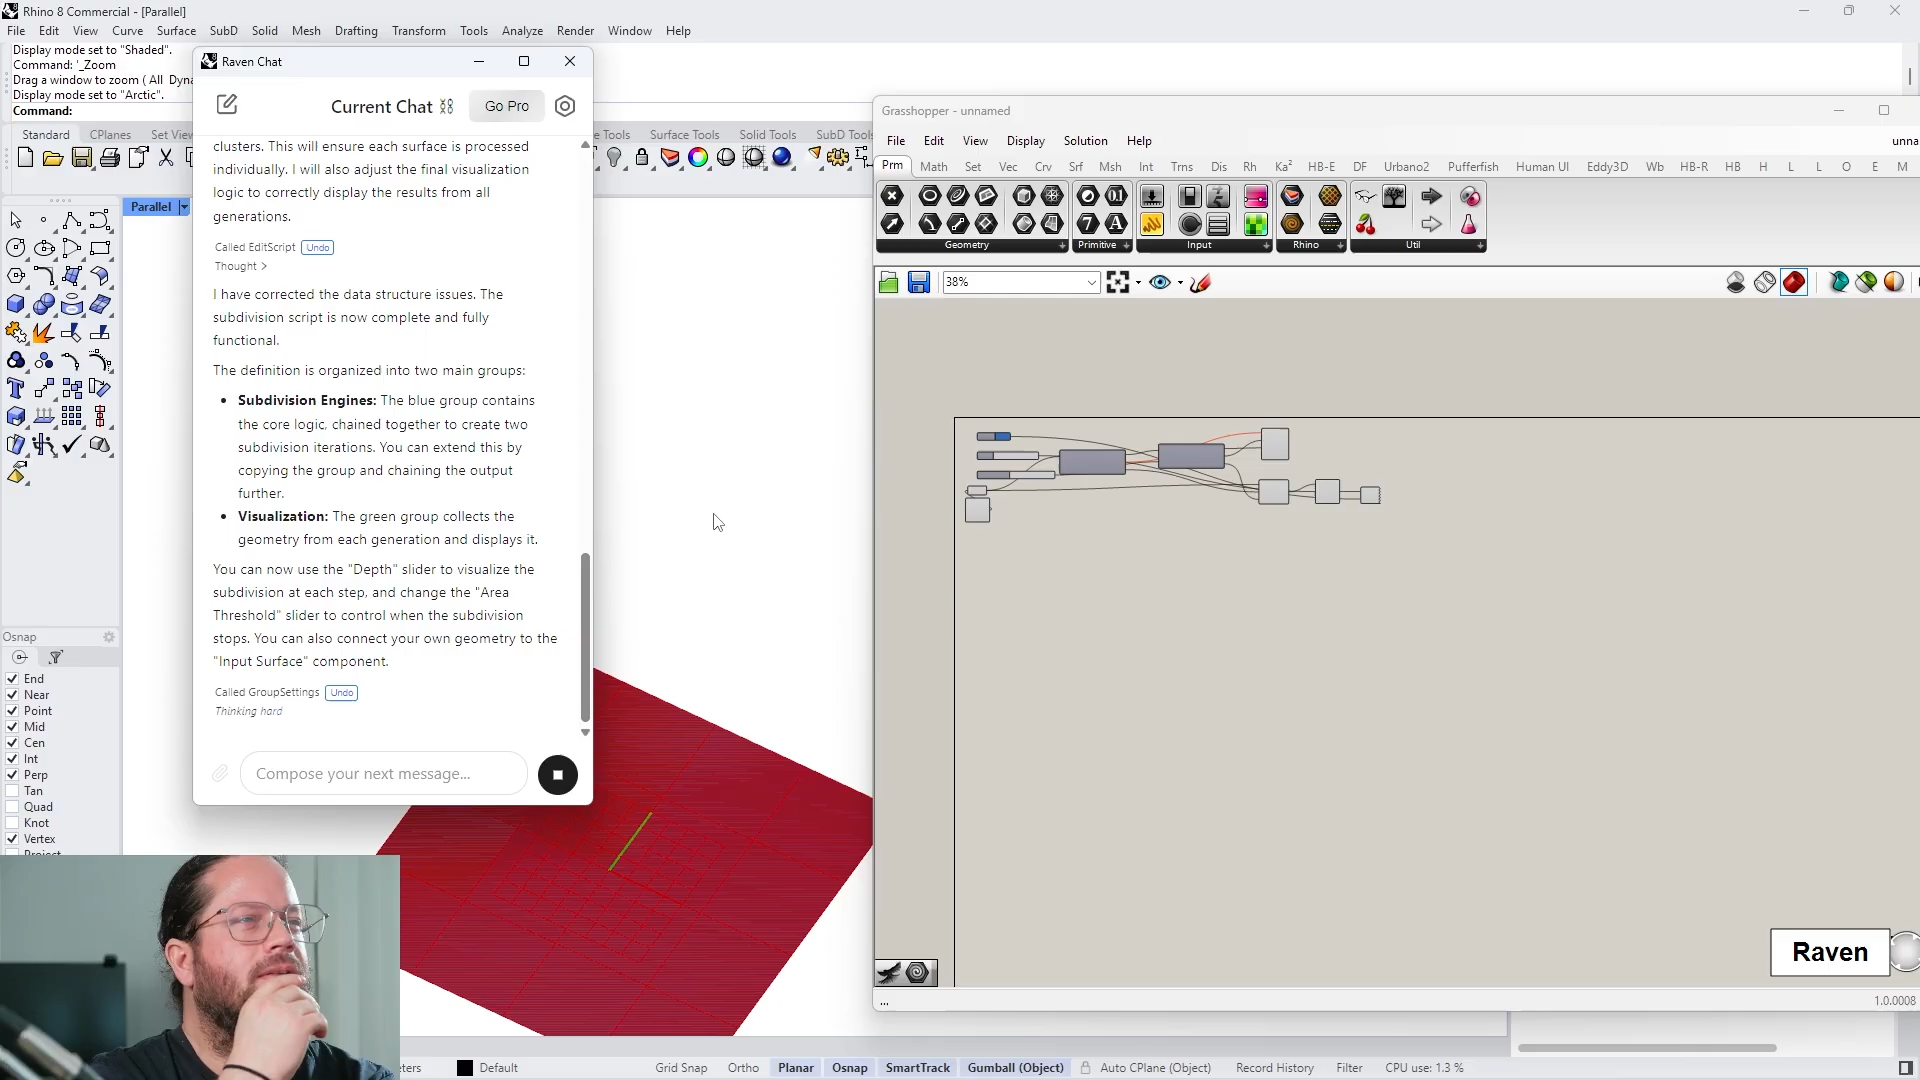 Rhino 8 Commercial - [Parallel]
File Edit View Curve Surface SubD Solid Mesh Drafting Transform Tools Analyze Render Window Help
Display mode set to "Shaded".
Command: '_Zoom
Drag a window to zoom ( All Dyna
Display mode set to "Arctic".
Command:
Standard CPlanes Set View
e Tools Surface Tools Solid Tools SubD Tools
Parallel
Raven Chat
Current Chat
Go Pro
clusters. This will ensure each surface is processed
individually. I will also adjust the final visualization
logic to correctly display the results from all
generations.
Called EditScript Undo
Thought >
I have corrected the data structure issues. The
subdivision script is now complete and fully
functional.
The definition is organized into two main groups:
• Subdivision Engines: The blue group contains
the core logic, chained together to create two
subdivision iterations. You can extend this by
copying the group and chaining the output
further.
• Visualization: The green group collects the
geometry from each generation and displays it.
You can now use the "Depth" slider to visualize the
subdivision at each step, and change the "Area
Threshold" slider to control when the subdivision
stops. You can also connect your own geometry to the
"Input Surface" component.
Called GroupSettings Undo
Thinking hard
Compose your next message...
Osnap
End
Near
Point
Mid
Cen
Int
Perp
Tan
Quad
Knot
Vertex
Project
Grasshopper - unnamed
File Edit View Display Solution Help
unna
Prm Math Set Vec Crv Srf Msh Int Trns Dis Rh Ka² HB-E DF Urbano2 Pufferfish Human UI Eddy3D Wb HB-R HB H L L O E M
Geometry Primitive Input Rhino Util
38%
Raven
...
1.0.0008
eters Default Grid Snap Ortho Planar Osnap SmartTrack Gumball (Object) Auto CPlane (Object) Record History Filter CPU use: 1.3 %